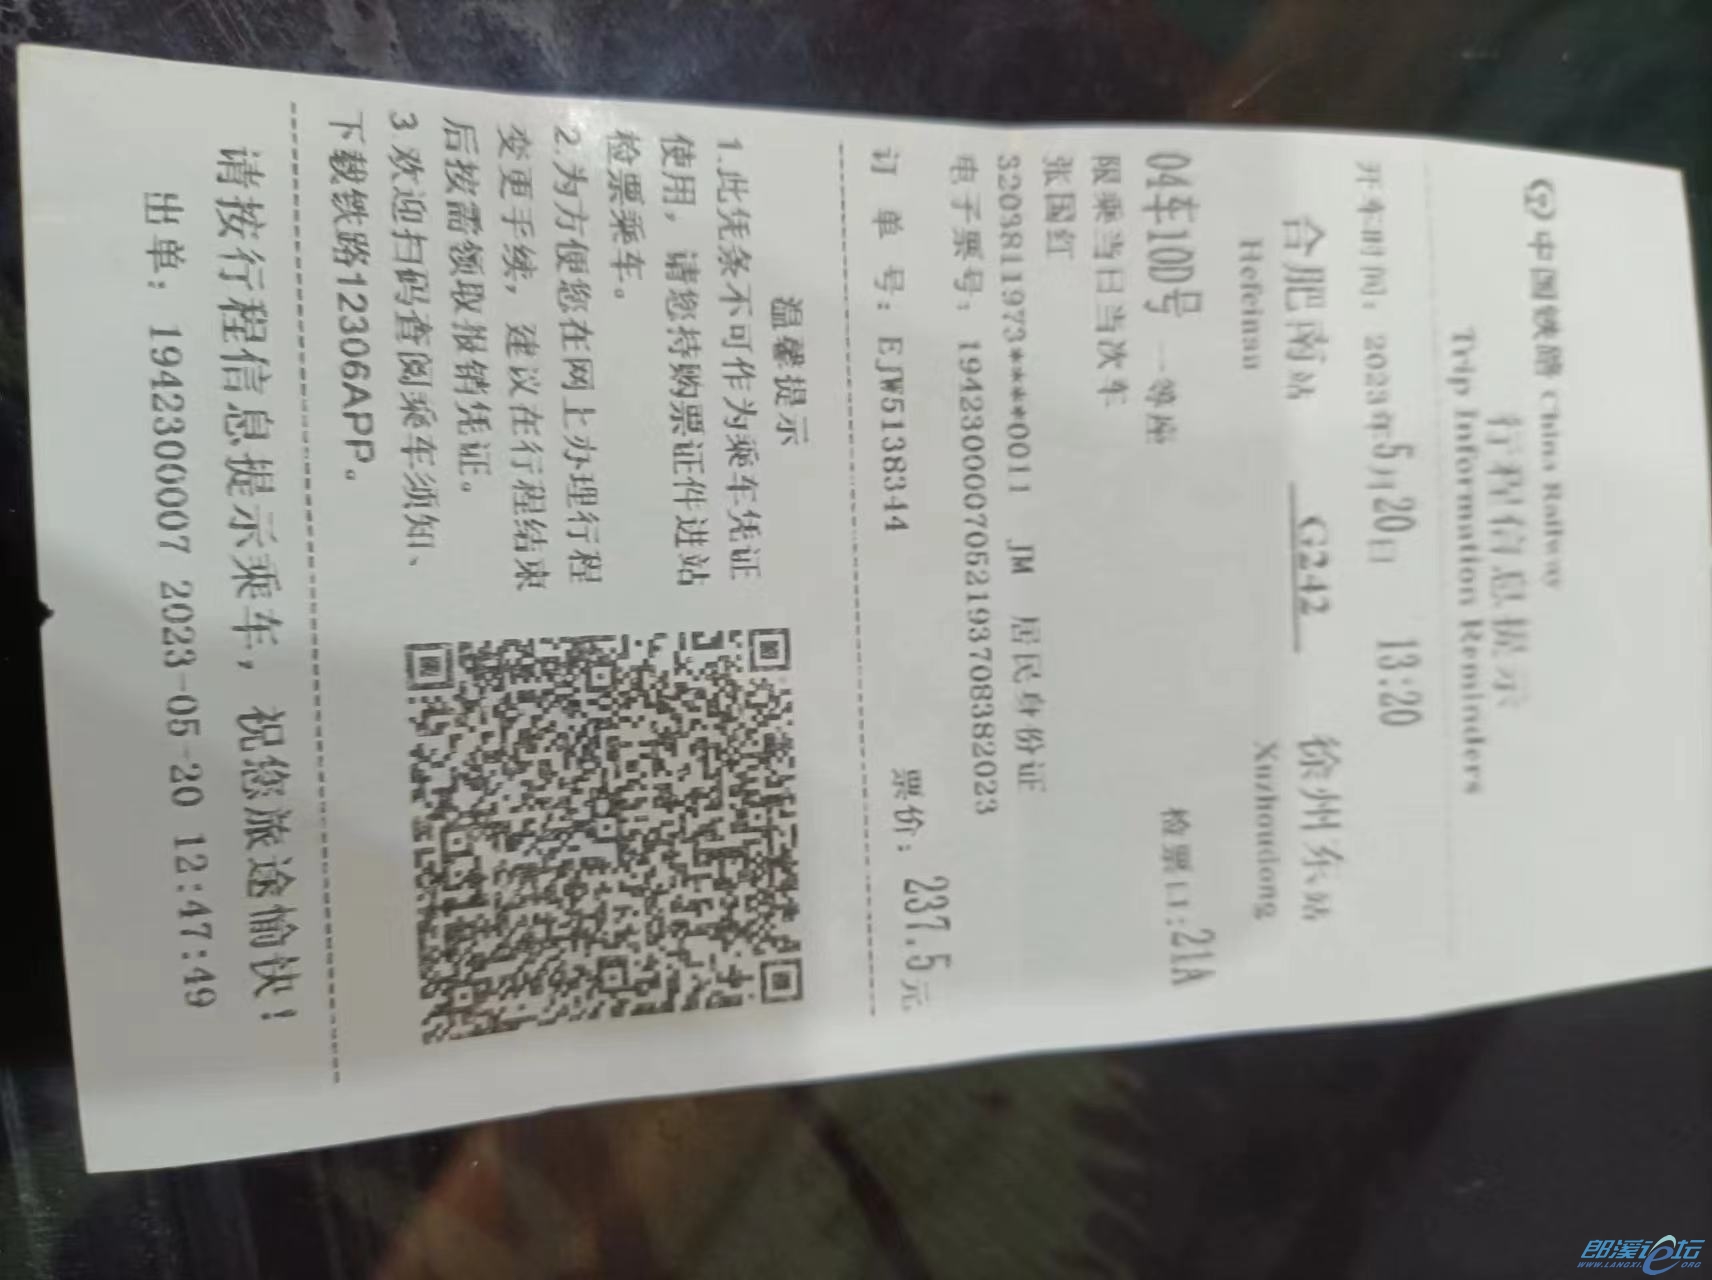 中国铁路 China Railway
行程信息提示
Trip Information Reminders
开车时间：2023年5月20日 13:20
合肥南站 G242 徐州东站
Hefeinan Xuzhoudong
04车10D号 一等座 检票口:21A
限乘当日当次车
张国红
3203811973****0011 JM 居民身份证
电子票号：1942300007052193708382023
订 单 号：EJW5138344 票价：237.5元
温馨提示
1.此凭条不可作为乘车凭证
使用，请您持购票证件进站
检票乘车。
2.为方便您在网上办理行程
变更手续，建议在行程结束
后按需领取报销凭证。
3 欢迎扫码查阅乘车须知、
下载铁路12306APP。
请按行程信息提示乘车，祝您旅途愉快！
出单：1942300007 2023-05-20 12:47:49
郎溪论坛
WWW.LANGXI.ORG